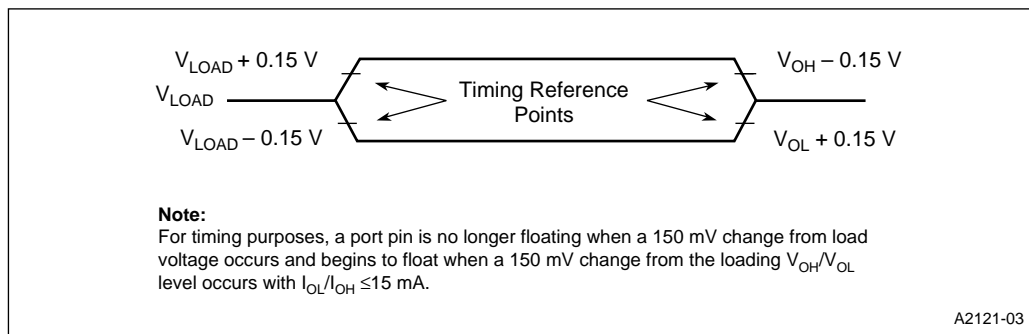 V_LOAD + 0.15 V
V_OH – 0.15 V
V_LOAD
Timing Reference
Points
V_LOAD – 0.15 V
V_OL + 0.15 V
Note:
For timing purposes, a port pin is no longer floating when a 150 mV change from load
voltage occurs and begins to float when a 150 mV change from the loading V_OH/V_OL
level occurs with I_OL/I_OH ≤15 mA.
A2121-03